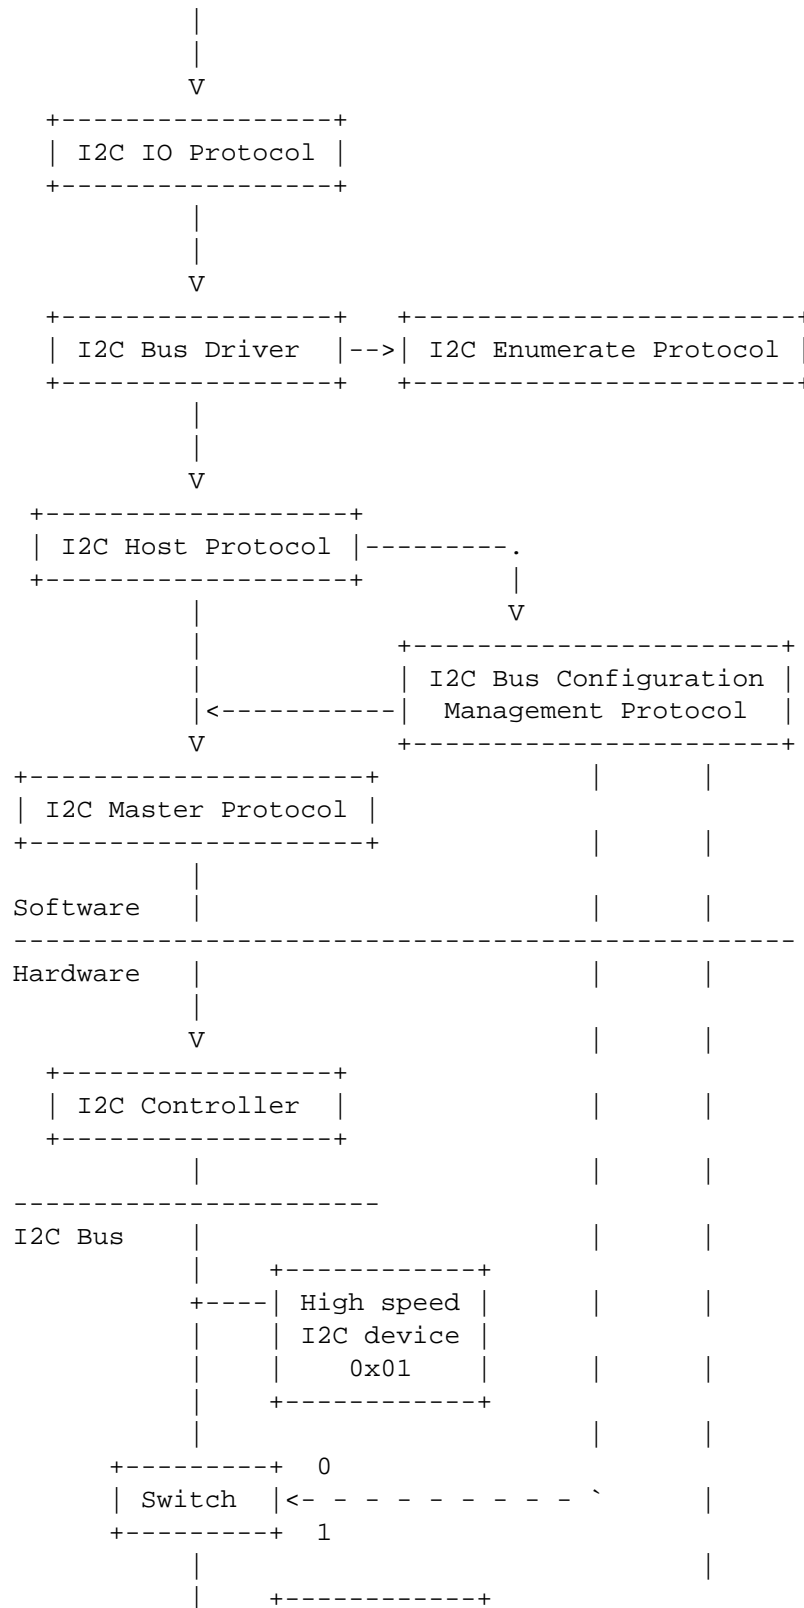 I2C IO Protocol
I2C Bus Driver I2C Enumerate Protocol
I2C Host Protocol
I2C Bus Configuration
Management Protocol
I2C Master Protocol
Software
Hardware
I2C Controller
I2C Bus
High speed
I2C device
0x01
0
Switch
1